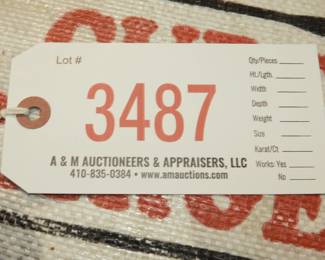 Lot #
3487
A & M AUCTIONEERS & APPRAISERS, LLC
410-835-0384 • www.amauctions.com
Qty/Pieces
Ht./Lgth.
Width
Depth
Weight
Size
Karat/Ct
Works: Yes
No